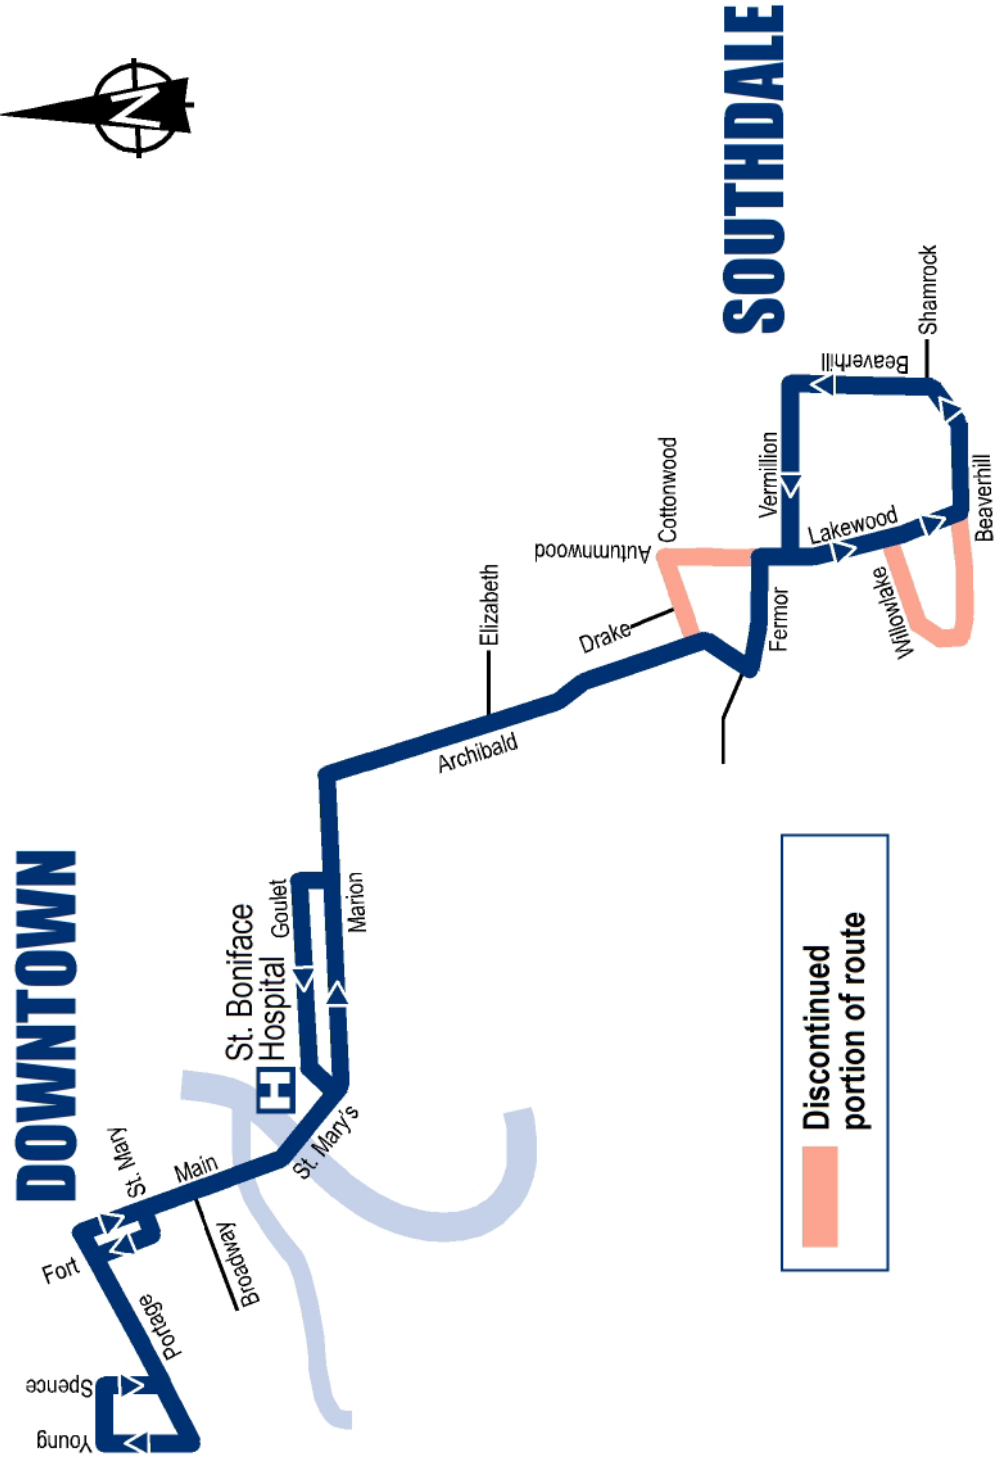 N
DOWNTOWN
SOUTHDALE
Young
Spence
Portage
Fort
St. Mary
Main
Broadway
St. Mary's
St. Boniface
Hospital
H
Goulet
Marion
Archibald
Elizabeth
Drake
Autumnwood
Cottonwood
Fermor
Vermillion
Lakewood
Willowlake
Beaverhill
Beaverhill
Shamrock
Discontinued
portion of route